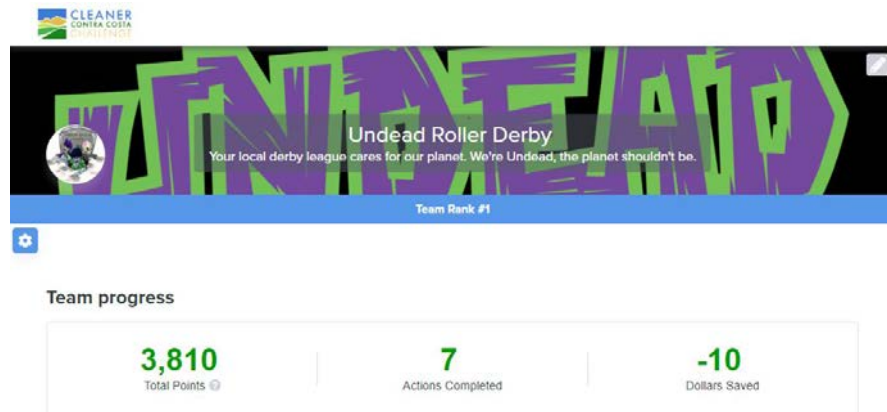 CLEANER
CONTRA COSTA
CHALLENGE
UNDEAD
Undead Roller Derby
Your local derby league cares for our planet. We're Undead, the planet shouldn't be.
Team Rank #1
Team progress
3,810
Total Points
7
Actions Completed
-10
Dollars Saved